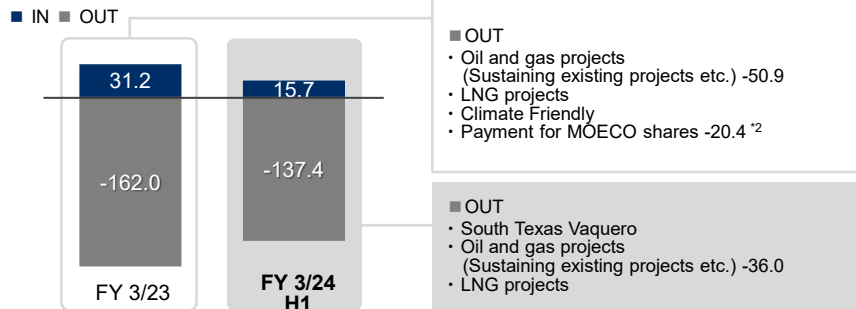 ■ IN ■ OUT
31.2
-162.0
FY 3/23
15.7
-137.4
FY 3/24
H1
■OUT
・Oil and gas projects
(Sustaining existing projects etc.) -50.9
・LNG projects
・Climate Friendly
・Payment for MOECO shares -20.4 *2
■OUT
・South Texas Vaquero
・Oil and gas projects
(Sustaining existing projects etc.) -36.0
・LNG projects